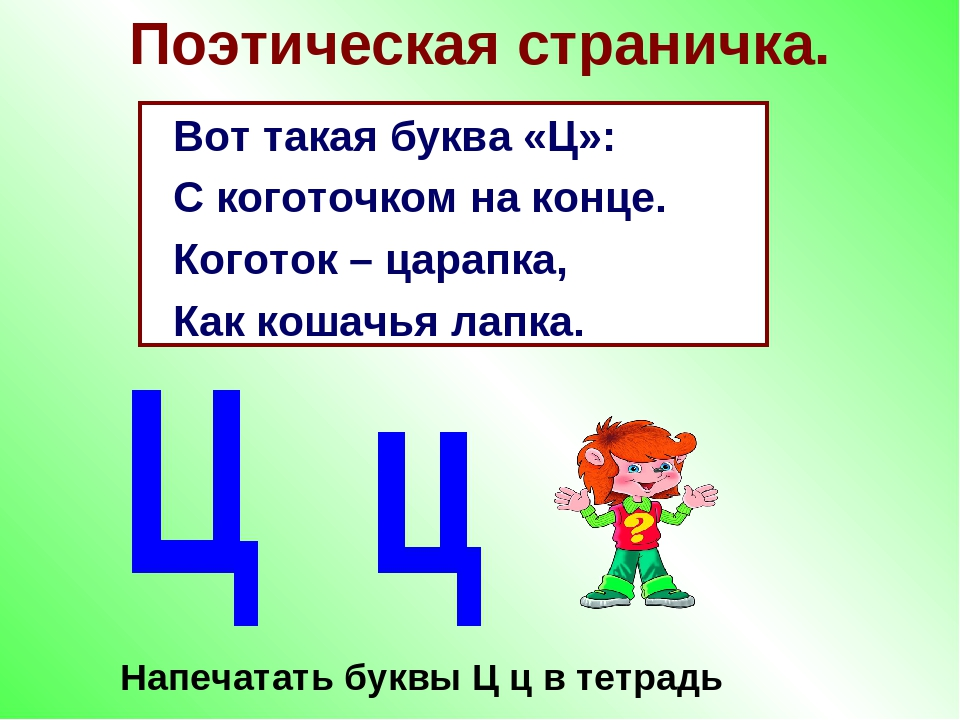 Поэтическая страничка.
Вот такая буква «Ц»:
С коготочком на конце.
Коготок – царапка,
Как кошачья лапка.
Ц ц
?
Напечатать буквы Ц ц в тетрадь